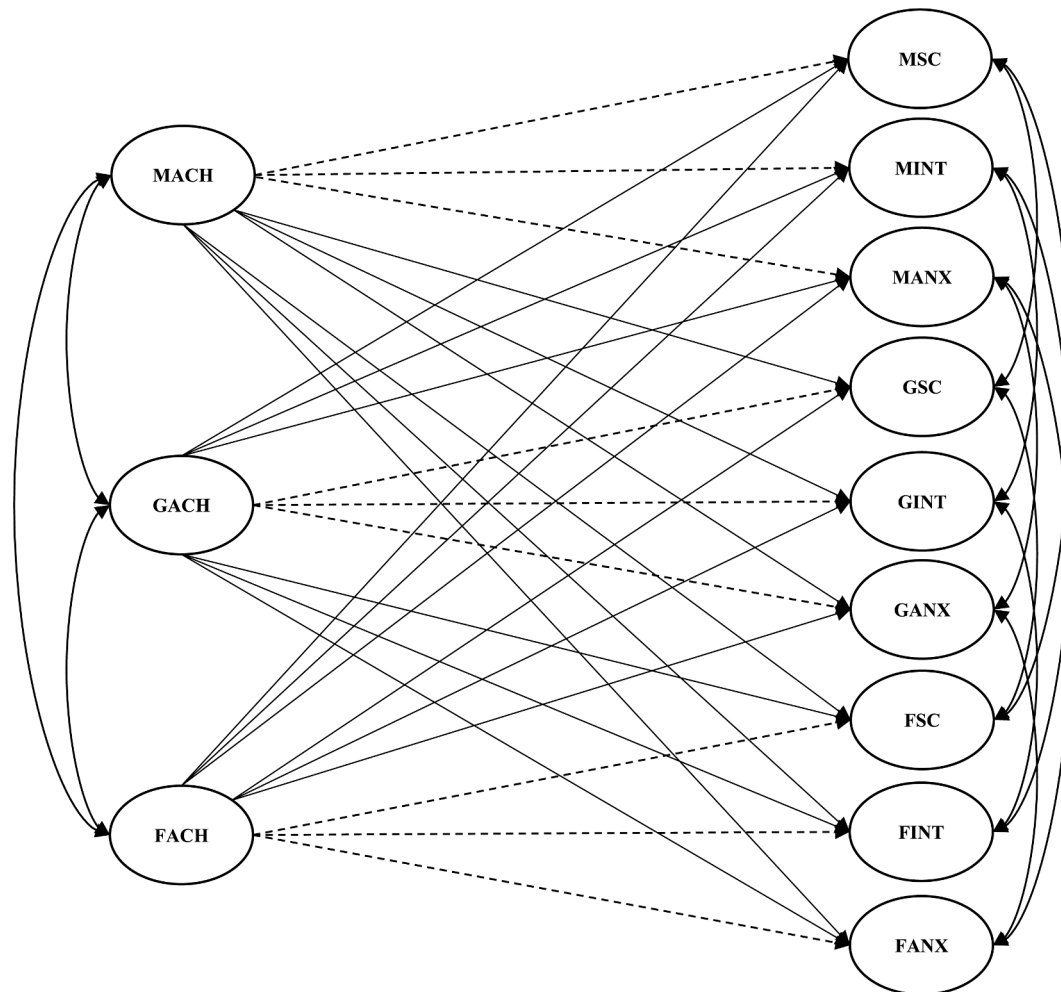 MSC
MINT
MACH
MANX
GSC
GACH
GINT
GANX
FSC
FACH
FINT
FANX